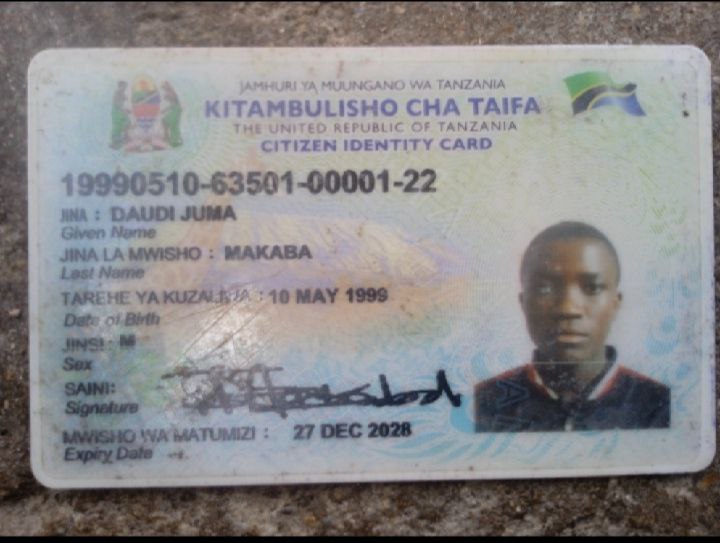 JAMHURI YA MUUNGANO WA TANZANIA
KITAMBULISHO CHA TAIFA
THE UNITED REPUBLIC OF TANZANIA
CITIZEN IDENTITY CARD
19990510-63501-00001-22
JINA : DAUDI JUMA
Given Name
JINA LA MWISHO : MAKABA
Last Name
TAREHE YA KUZALIWA : 10 MAY 1999
Date of Birth
JINSI : M
Sex
SAINI:
Signature
MWISHO WA MATUMIZI : 27 DEC 2028
Expiry Date